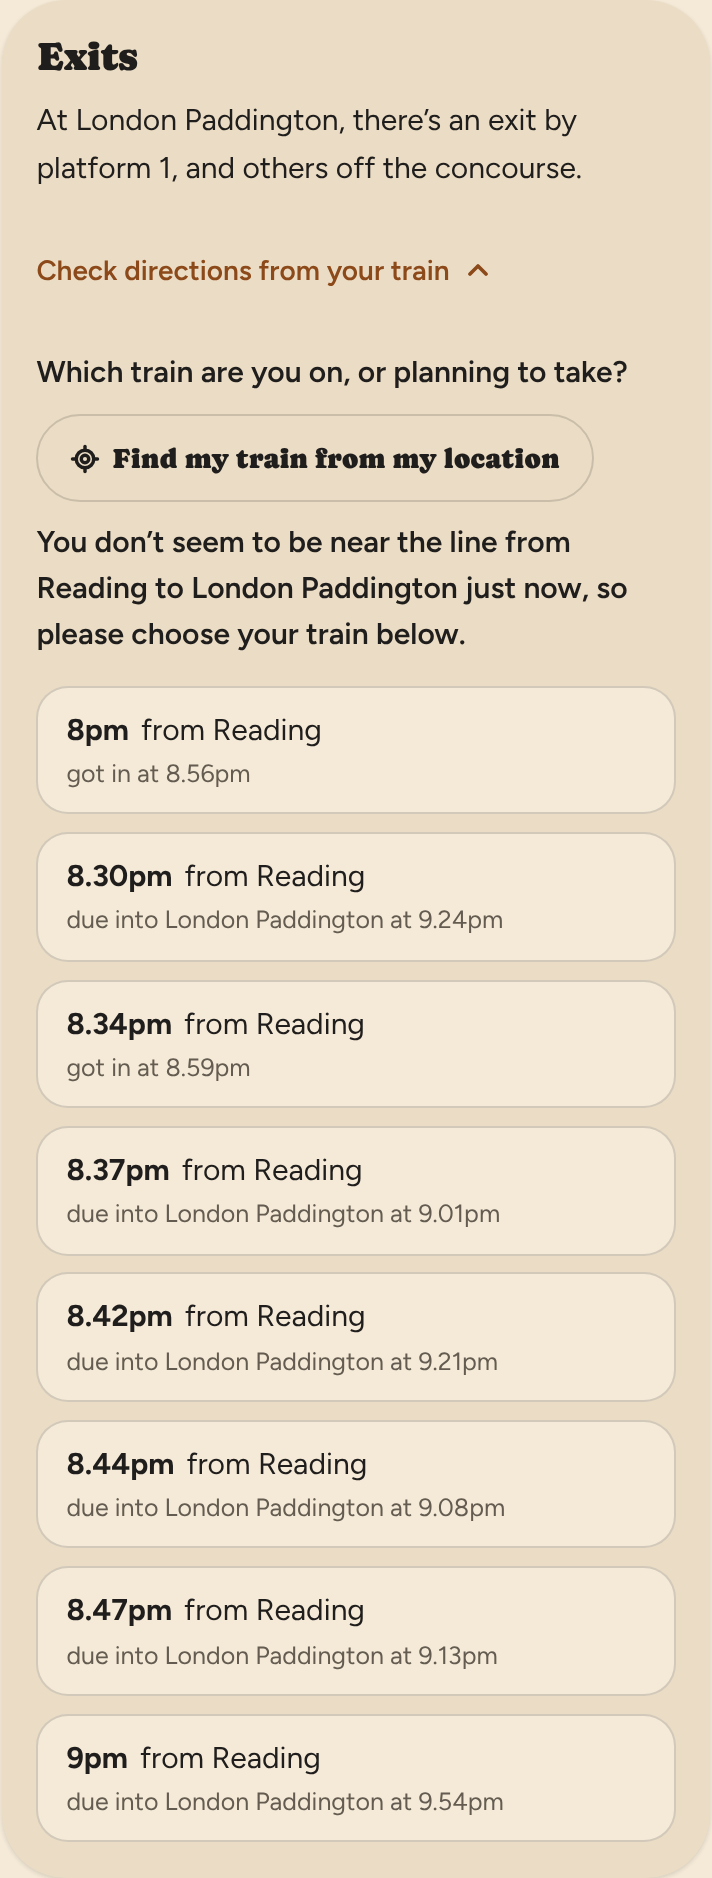 Exits
At London Paddington, there’s an exit by
platform 1, and others off the concourse.
Check directions from your train
Which train are you on, or planning to take?
Find my train from my location
You don’t seem to be near the line from
Reading to London Paddington just now, so
please choose your train below.
8pm from Reading
got in at 8.56pm
8.30pm from Reading
due into London Paddington at 9.24pm
8.34pm from Reading
got in at 8.59pm
8.37pm from Reading
due into London Paddington at 9.01pm
8.42pm from Reading
due into London Paddington at 9.21pm
8.44pm from Reading
due into London Paddington at 9.08pm
8.47pm from Reading
due into London Paddington at 9.13pm
9pm from Reading
due into London Paddington at 9.54pm